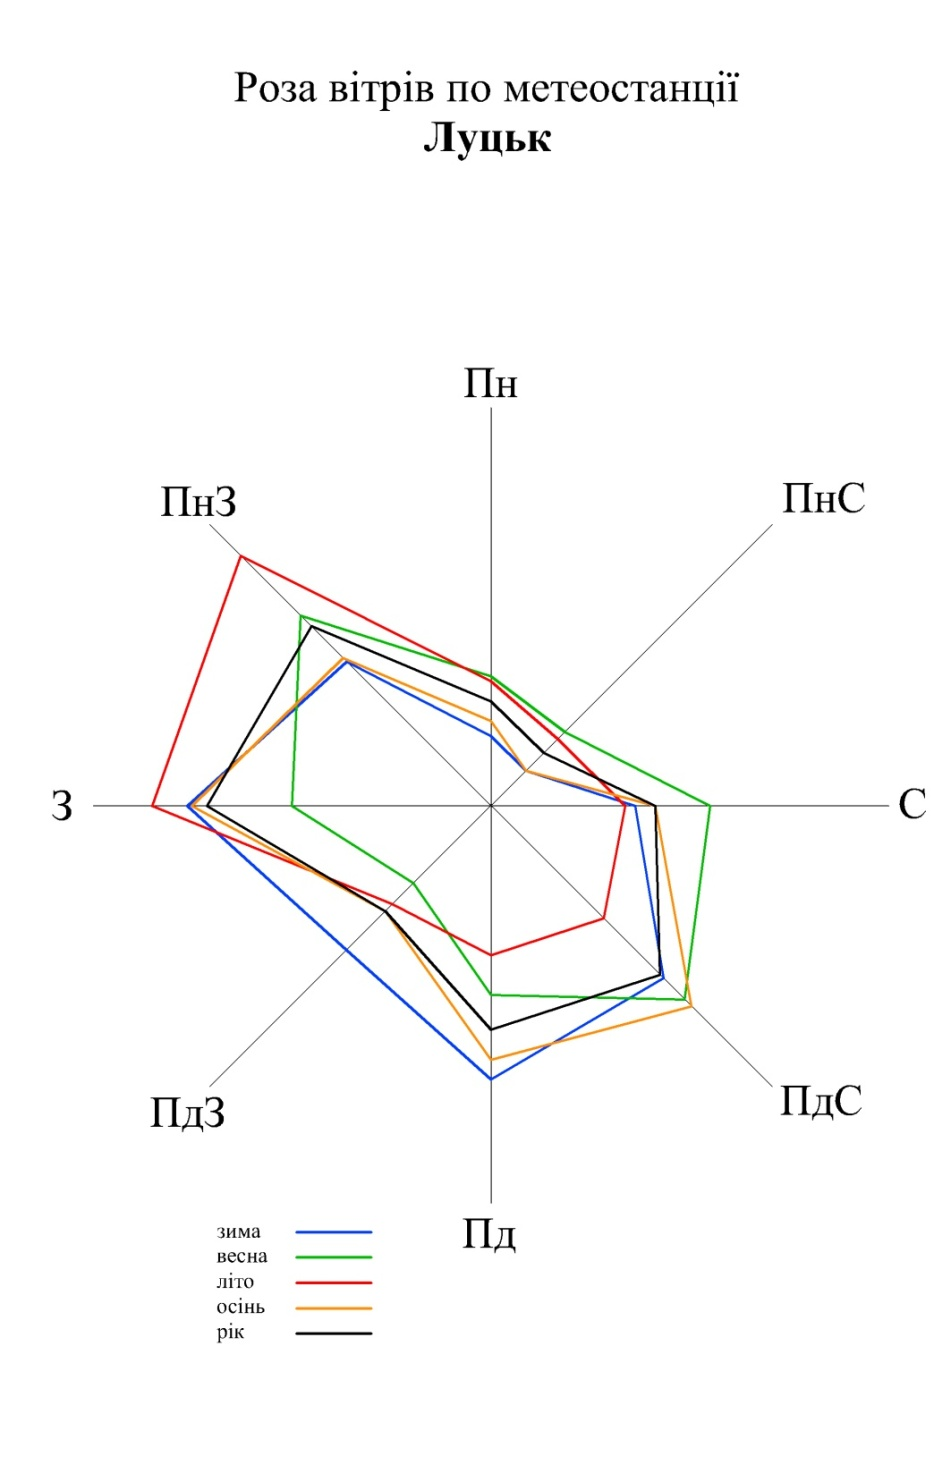 Роза вітрів по метеостанції
Луцьк
Пн
ПнЗ
ПнС
З
С
ПдЗ
ПдС
Пд
зима
весна
літо
осінь
рік